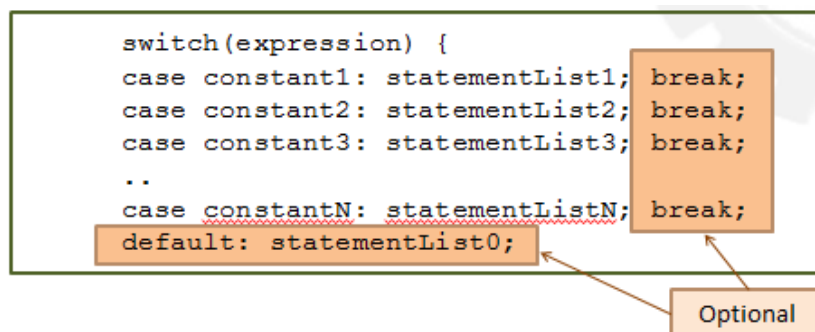 switch(expression) {
case constant1: statementList1; break;
case constant2: statementList2; break;
case constant3: statementList3; break;
..
case constantN: statementListN; break;
default: statementList0;
Optional